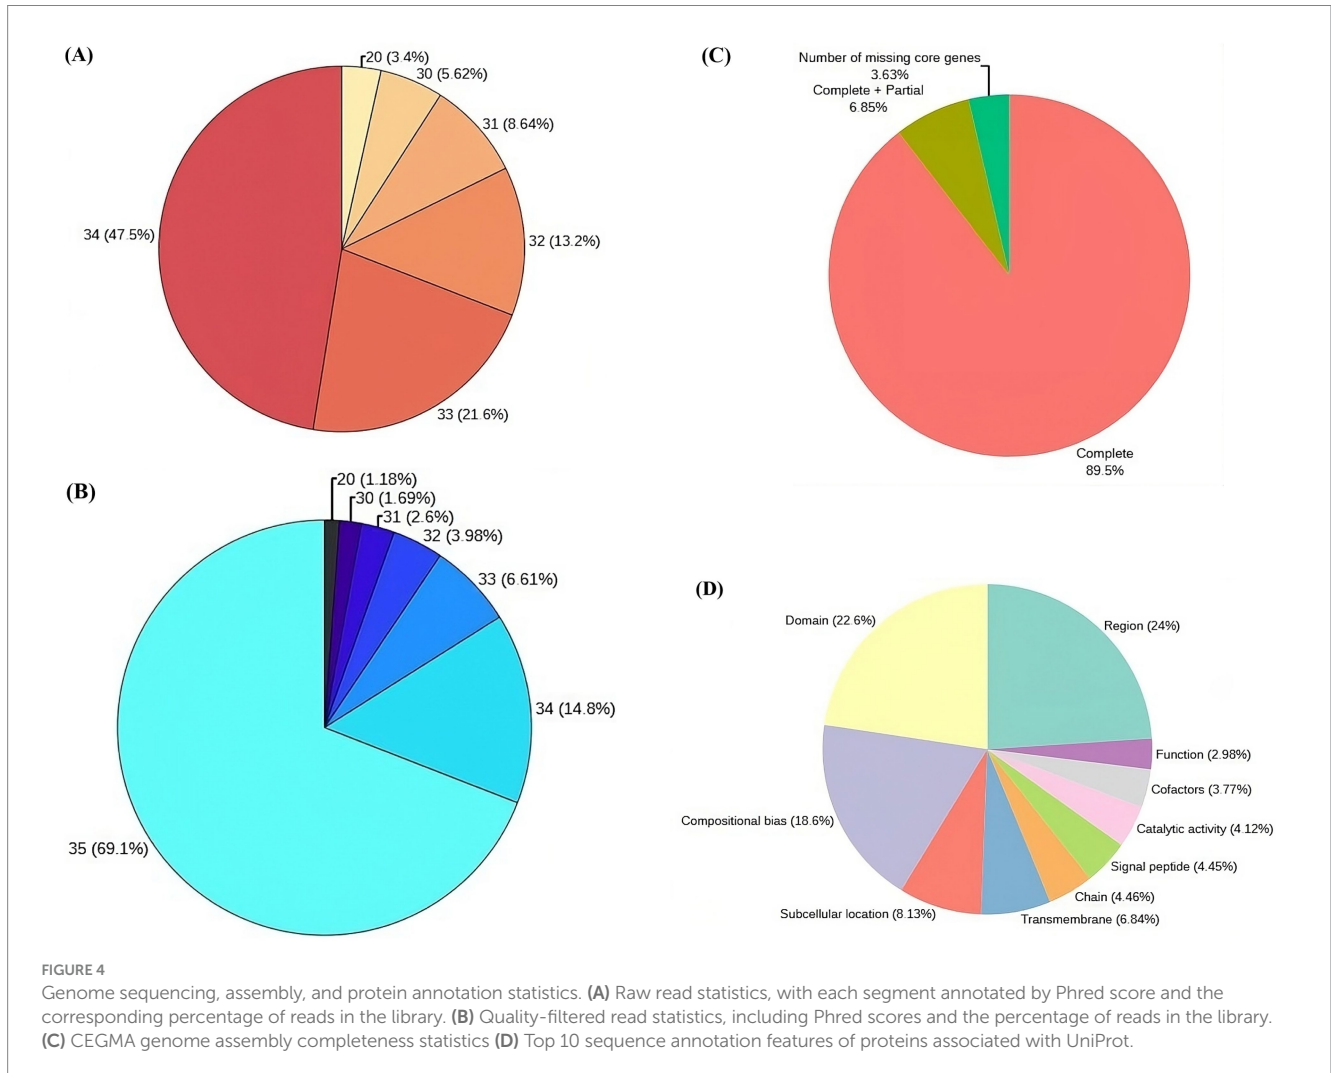 (A)
20 (3.4%)
30 (5.62%)
31 (8.64%)
32 (13.2%)
33 (21.6%)
34 (47.5%)
(B)
20 (1.18%)
30 (1.69%)
31 (2.6%)
32 (3.98%)
33 (6.61%)
34 (14.8%)
35 (69.1%)
(C)
Number of missing core genes
3.63%
Complete + Partial
6.85%
Complete
89.5%
(D)
Domain (22.6%)
Region (24%)
Function (2.98%)
Cofactors (3.77%)
Catalytic activity (4.12%)
Signal peptide (4.45%)
Chain (4.46%)
Transmembrane (6.84%)
Subcellular location (8.13%)
Compositional bias (18.6%)
FIGURE 4
Genome sequencing, assembly, and protein annotation statistics. (A) Raw read statistics, with each segment annotated by Phred score and the
corresponding percentage of reads in the library. (B) Quality-filtered read statistics, including Phred scores and the percentage of reads in the library.
(C) CEGMA genome assembly completeness statistics (D) Top 10 sequence annotation features of proteins associated with UniProt.